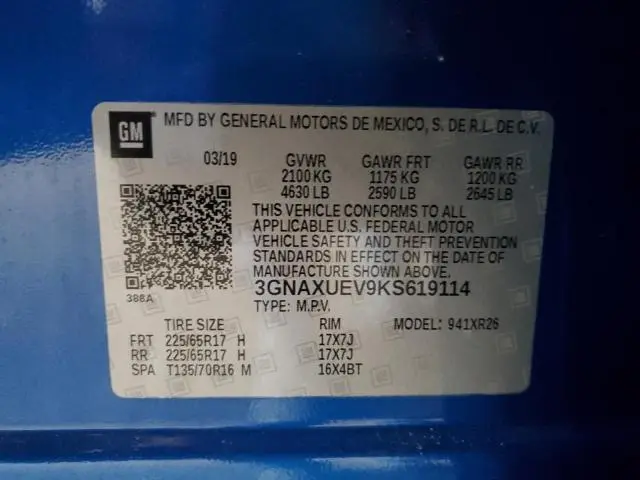 GM MFD BY GENERAL MOTORS DE MEXICO, S. DE R.L. DE C.V.
03/19 GVWR GAWR FRT GAWR RR
2100 KG 1175 KG 1200 KG
4630 LB 2590 LB 2645 LB
THIS VEHICLE CONFORMS TO ALL
APPLICABLE U.S. FEDERAL MOTOR
VEHICLE SAFETY AND THEFT PREVENTION
STANDARDS IN EFFECT ON THE DATE OF
MANUFACTURE SHOWN ABOVE.
388A
3GNAXUEV9KS619114
TYPE: M.P.V.
TIRE SIZE RIM MODEL: 941XR26
FRT 225/65R17 H 17X7J
RR 225/65R17 H 17X7J
SPA T135/70R16 M 16X4BT